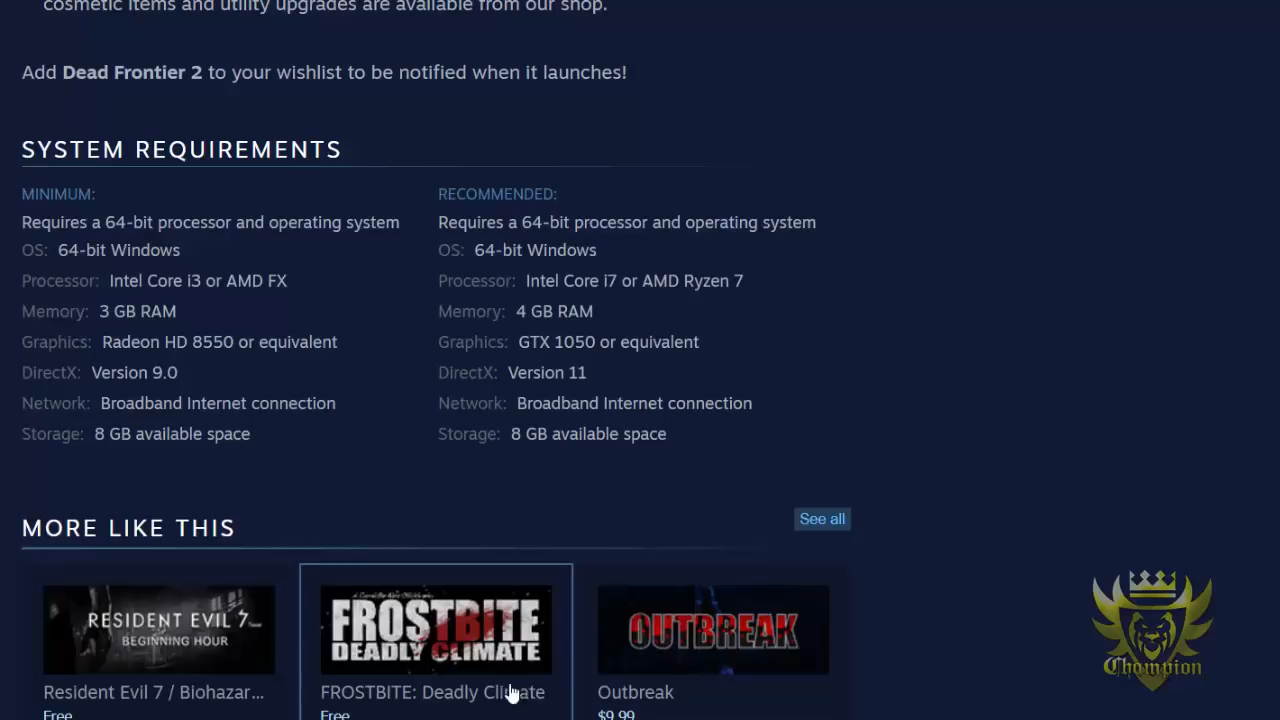 cosmetic items and utility upgrades are available from our shop.
Add Dead Frontier 2 to your wishlist to be notified when it launches!
SYSTEM REQUIREMENTS
MINIMUM:
Requires a 64-bit processor and operating system
OS: 64-bit Windows
Processor: Intel Core i3 or AMD FX
Memory: 3 GB RAM
Graphics: Radeon HD 8550 or equivalent
DirectX: Version 9.0
Network: Broadband Internet connection
Storage: 8 GB available space
RECOMMENDED:
Requires a 64-bit processor and operating system
OS: 64-bit Windows
Processor: Intel Core i7 or AMD Ryzen 7
Memory: 4 GB RAM
Graphics: GTX 1050 or equivalent
DirectX: Version 11
Network: Broadband Internet connection
Storage: 8 GB available space
MORE LIKE THIS
See all
RESIDENT EVIL 7
BEGINNING HOUR
Resident Evil 7 / Biohazar...
Free
FROSTBITE
DEADLY CLIMATE
FROSTBITE: Deadly Climate
Free
OUTBREAK
Outbreak
$9.99
Chompion